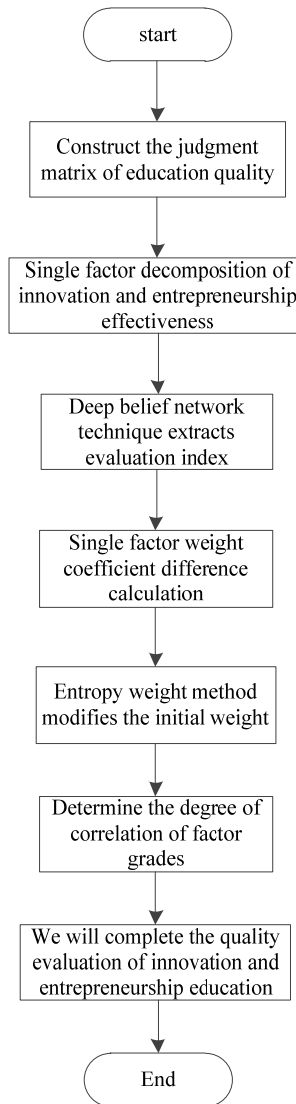 start
Construct the judgment
matrix of education quality
Single factor decomposition of
innovation and entrepreneurship
effectiveness
Deep belief network
technique extracts
evaluation index
Single factor weight
coefficient difference
calculation
Entropy weight method
modifies the initial weight
Determine the degree of
correlation of factor
grades
We will complete the quality
evaluation of innovation and
entrepreneurship education
End